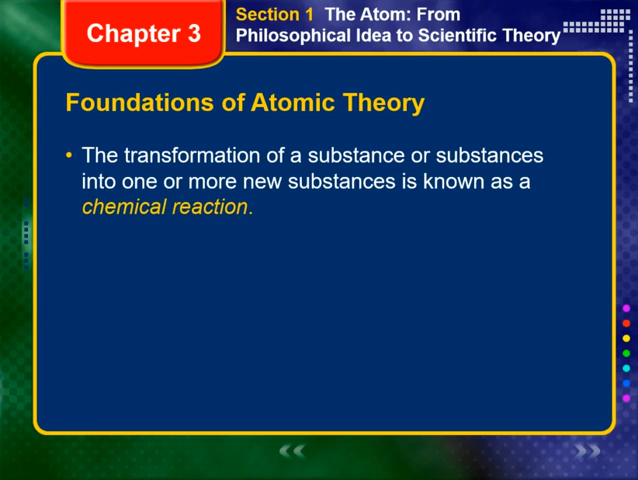 Chapter 3
Section 1 The Atom: From
Philosophical Idea to Scientific Theory
Foundations of Atomic Theory
• The transformation of a substance or substances
into one or more new substances is known as a
chemical reaction.